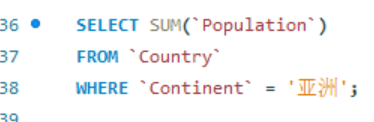 36 SELECT SUM(`Population`)
37 FROM `Country`
38 WHERE `Continent` = '亚洲';
39